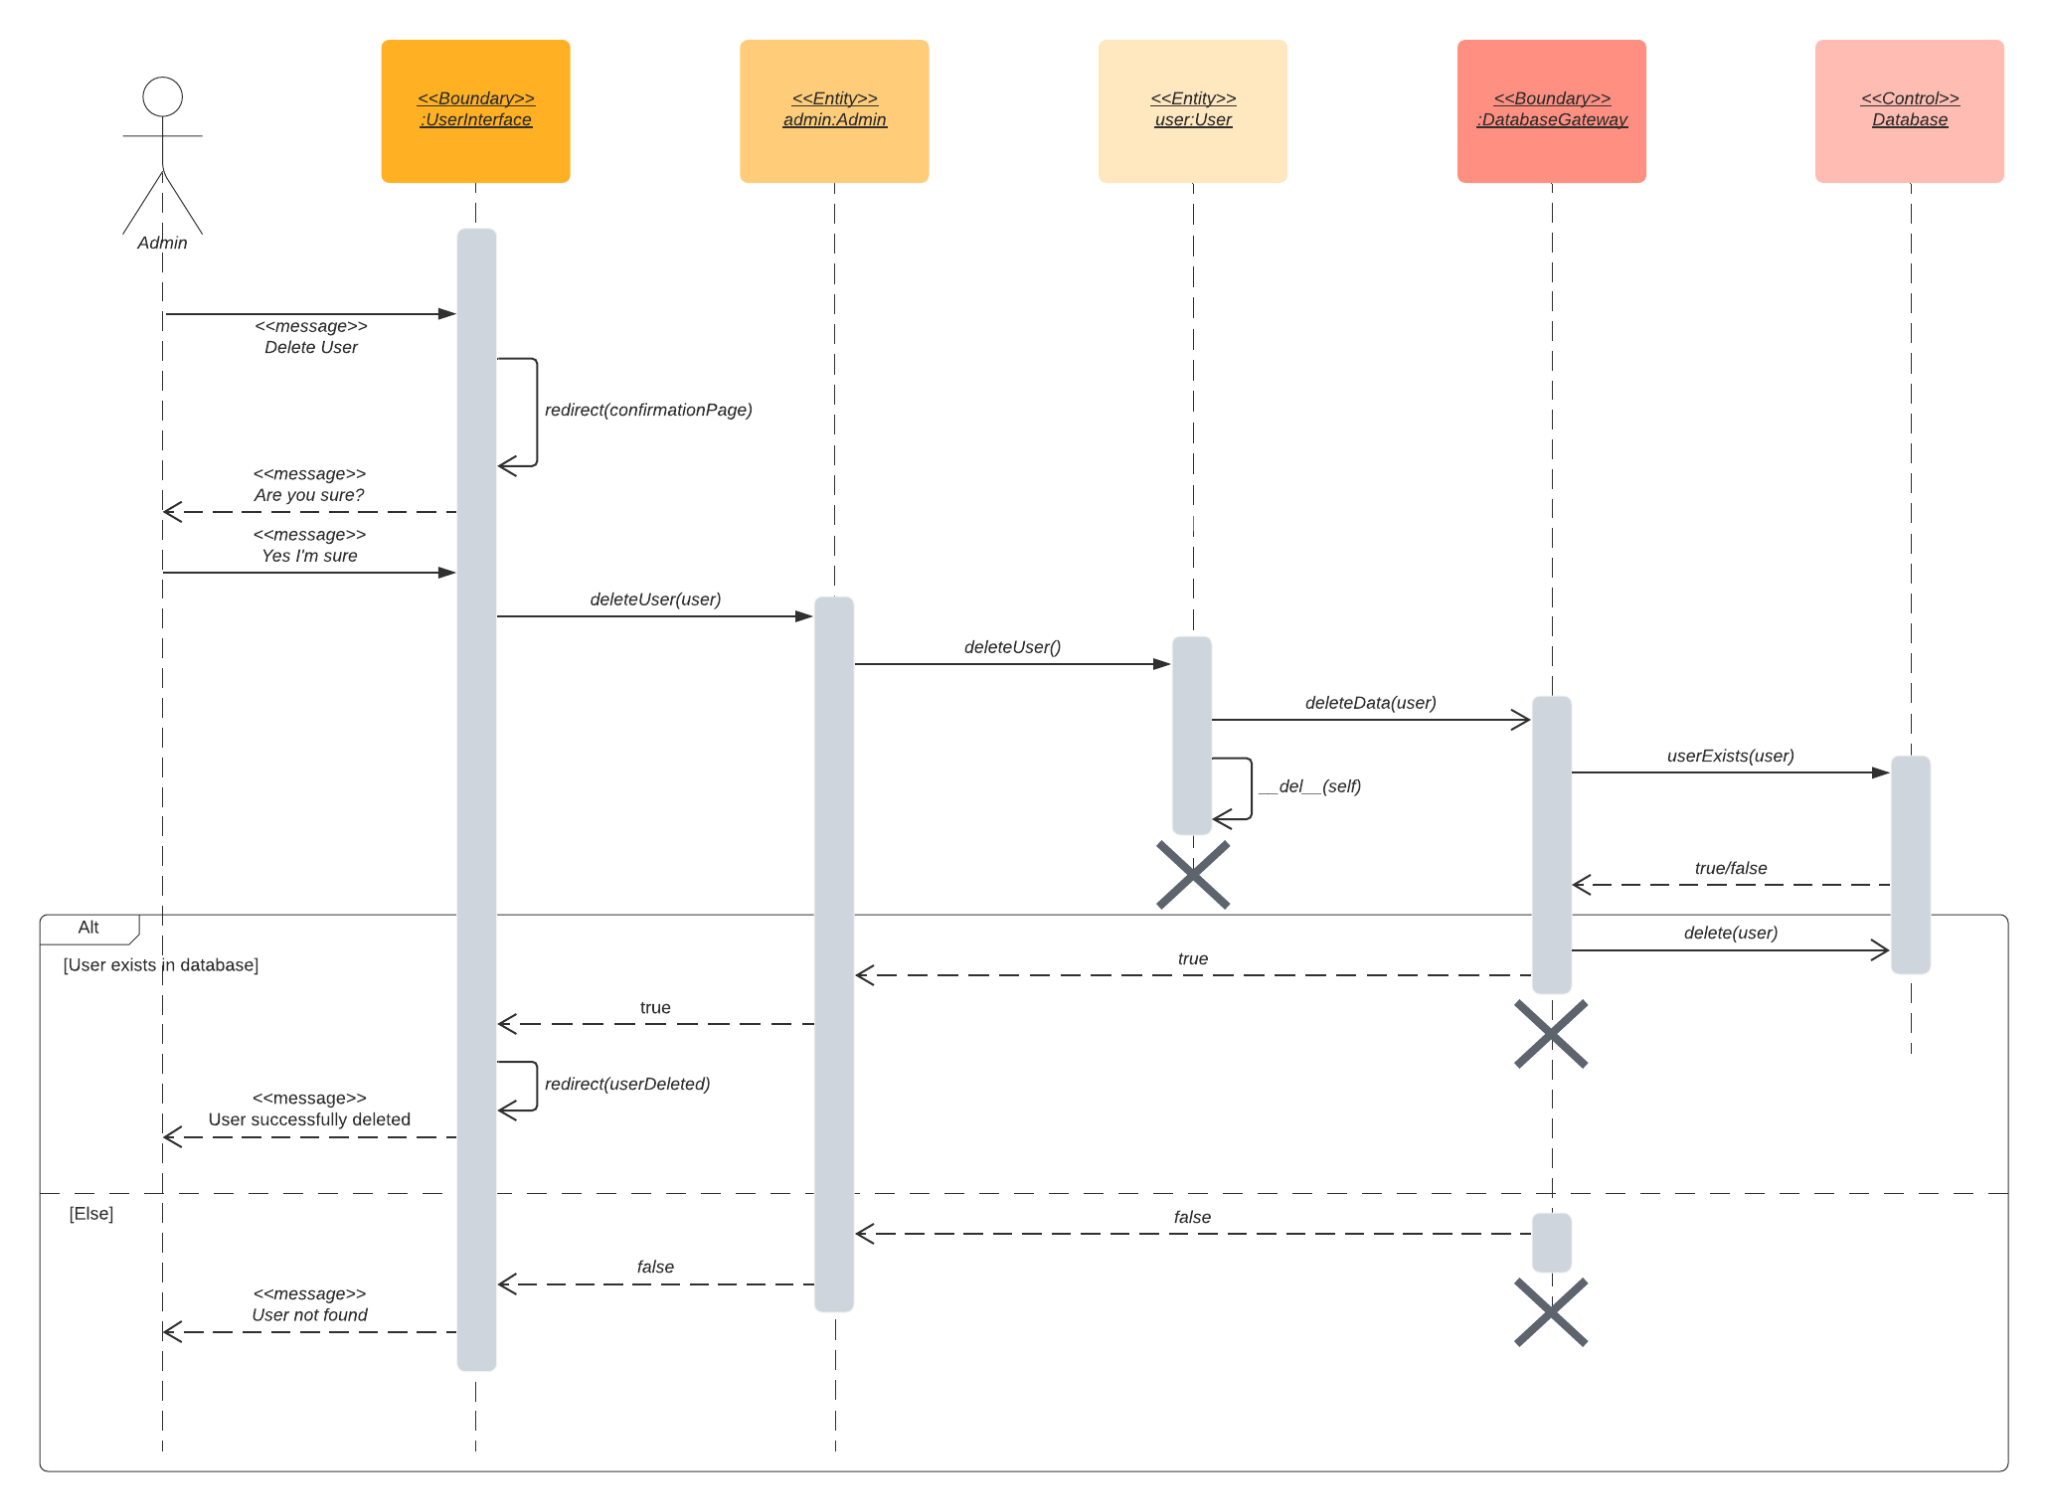 <<Boundary>>
:UserInterface
<<Entity>>
admin:Admin
<<Entity>>
user:User
<<Boundary>>
:DatabaseGateway
<<Control>>
Database
Admin
<<message>>
Delete User
redirect(confirmationPage)
<<message>>
Are you sure?
<<message>>
Yes I'm sure
deleteUser(user)
deleteUser()
deleteData(user)
userExists(user)
__del__(self)
true/false
Alt
delete(user)
[User exists in database]
true
true
redirect(userDeleted)
<<message>>
User successfully deleted
[Else]
false
false
<<message>>
User not found